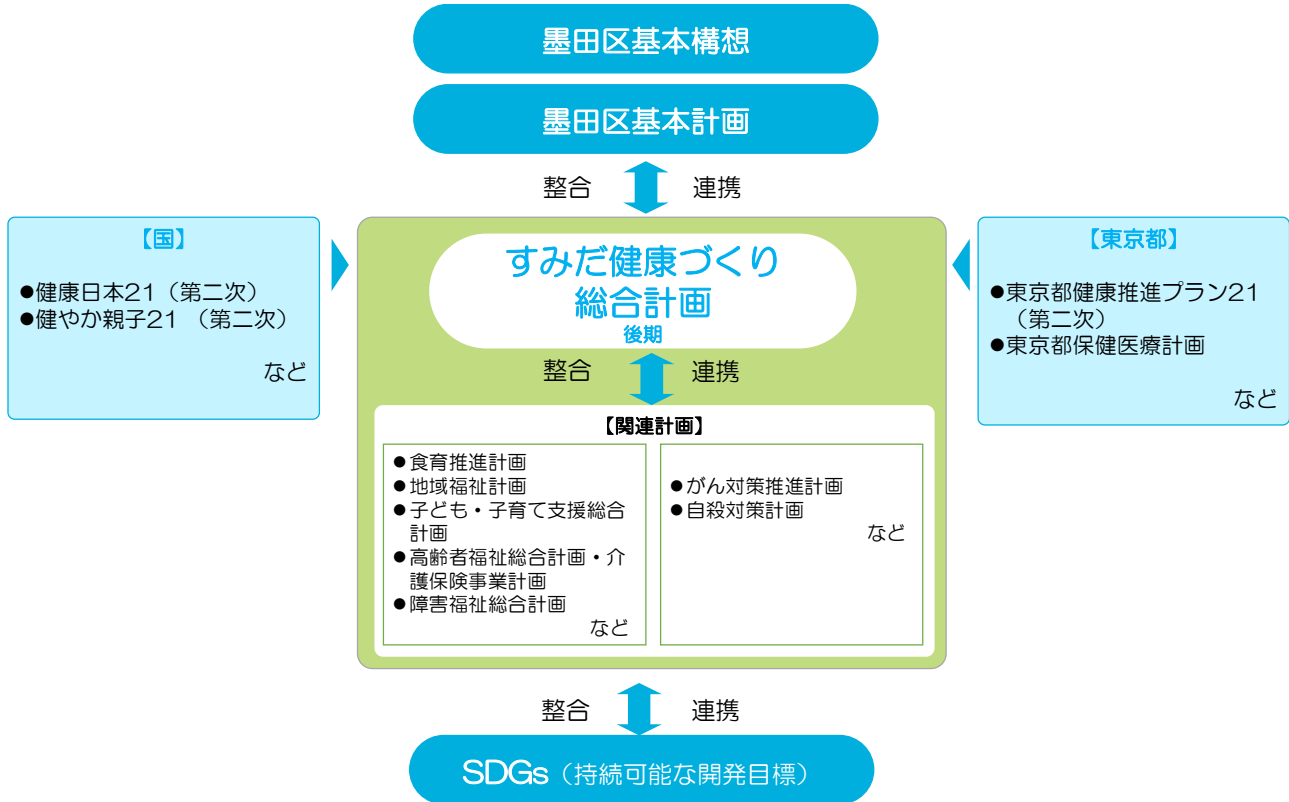 墨田区基本構想
墨田区基本計画
整合 連携
【国】
●健康日本21（第二次）
●健やか親子21 （第二次）
など
すみだ健康づくり
総合計画
後期
【東京都】
●東京都健康推進プラン21
（第二次）
●東京都保健医療計画
など
整合 連携
【関連計画】
●食育推進計画
●地域福祉計画
●子ども・子育て支援総合
計画
●高齢者福祉総合計画・介
護保険事業計画
●障害福祉総合計画
など
●がん対策推進計画
●自殺対策計画
など
整合 連携
SDGs（持続可能な開発目標）